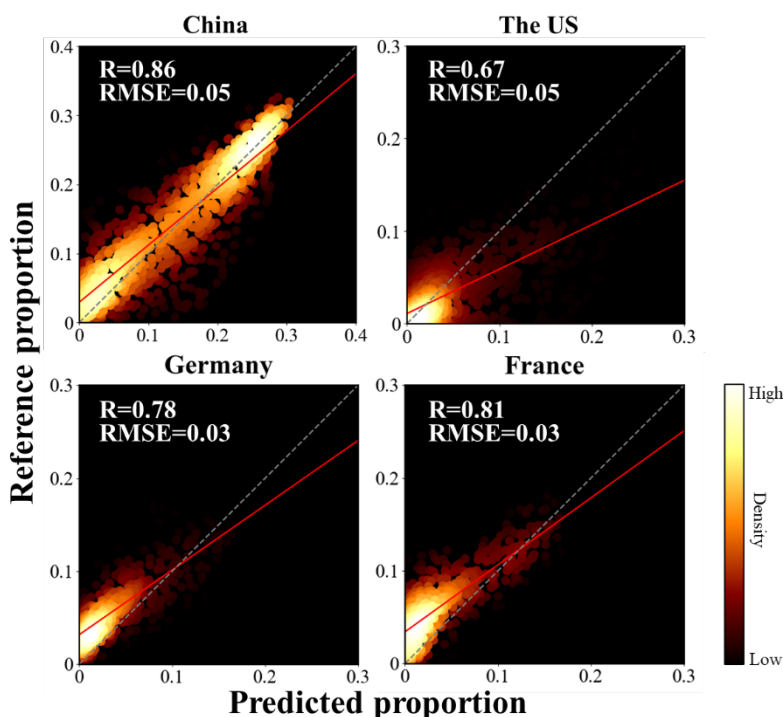 China
The US
0.4
0.3
0.2
0.1
0
0
0.1
0.2
0.3
0.4
R=0.86
RMSE=0.05
0.3
0.2
0.1
0
0
0.1
0.2
0.3
R=0.67
RMSE=0.05
Germany
France
0.3
0.2
0.1
0
0
0.1
0.2
0.3
R=0.78
RMSE=0.03
0.3
0.2
0.1
0
0
0.1
0.2
0.3
R=0.81
RMSE=0.03
Reference proportion
Predicted proportion
High
Density
Low